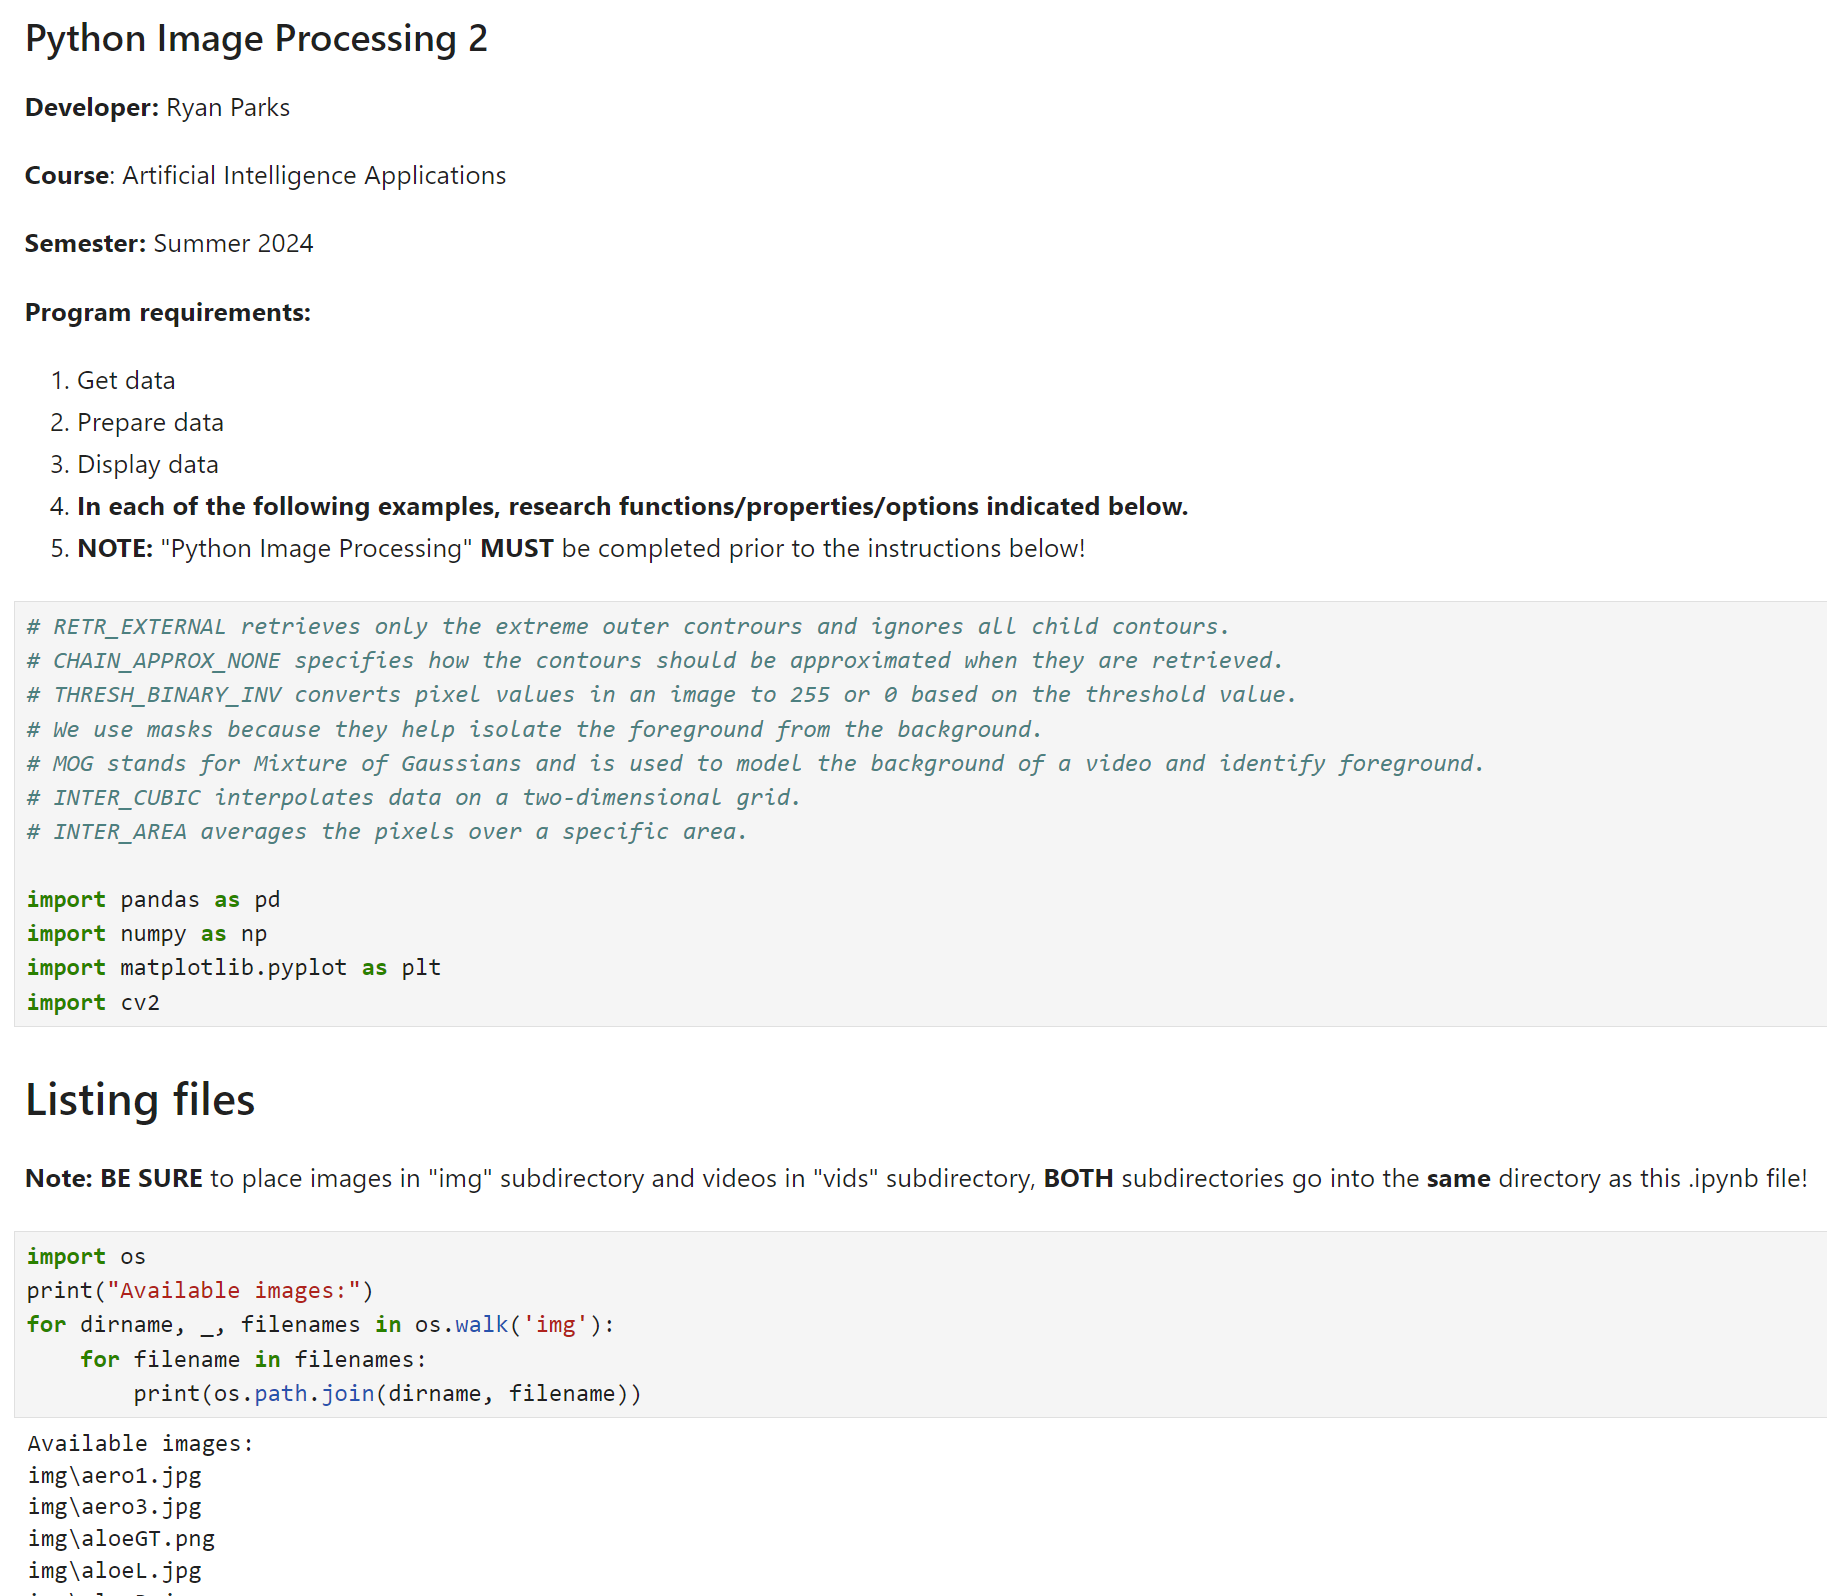 Python Image Processing 2
Developer: Ryan Parks
Course: Artificial Intelligence Applications
Semester: Summer 2024
Program requirements:
1. Get data
2. Prepare data
3. Display data
4. In each of the following examples, research functions/properties/options indicated below.
5. NOTE: "Python Image Processing" MUST be completed prior to the instructions below!
# RETR_EXTERNAL retrieves only the extreme outer contrours and ignores all child contours.
# CHAIN_APPROX_NONE specifies how the contours should be approximated when they are retrieved.
# THRESH_BINARY_INV converts pixel values in an image to 255 or 0 based on the threshold value.
# We use masks because they help isolate the foreground from the background.
# MOG stands for Mixture of Gaussians and is used to model the background of a video and identify foreground.
# INTER_CUBIC interpolates data on a two-dimensional grid.
# INTER_AREA averages the pixels over a specific area.
import pandas as pd
import numpy as np
import matplotlib.pyplot as plt
import cv2
Listing files
Note: BE SURE to place images in "img" subdirectory and videos in "vids" subdirectory, BOTH subdirectories go into the same directory as this .ipynb file!
import os
print("Available images:")
for dirname, _, filenames in os.walk('img'):
    for filename in filenames:
        print(os.path.join(dirname, filename))
Available images:
img\aero1.jpg
img\aero3.jpg
img\aloeGT.png
img\aloeL.jpg